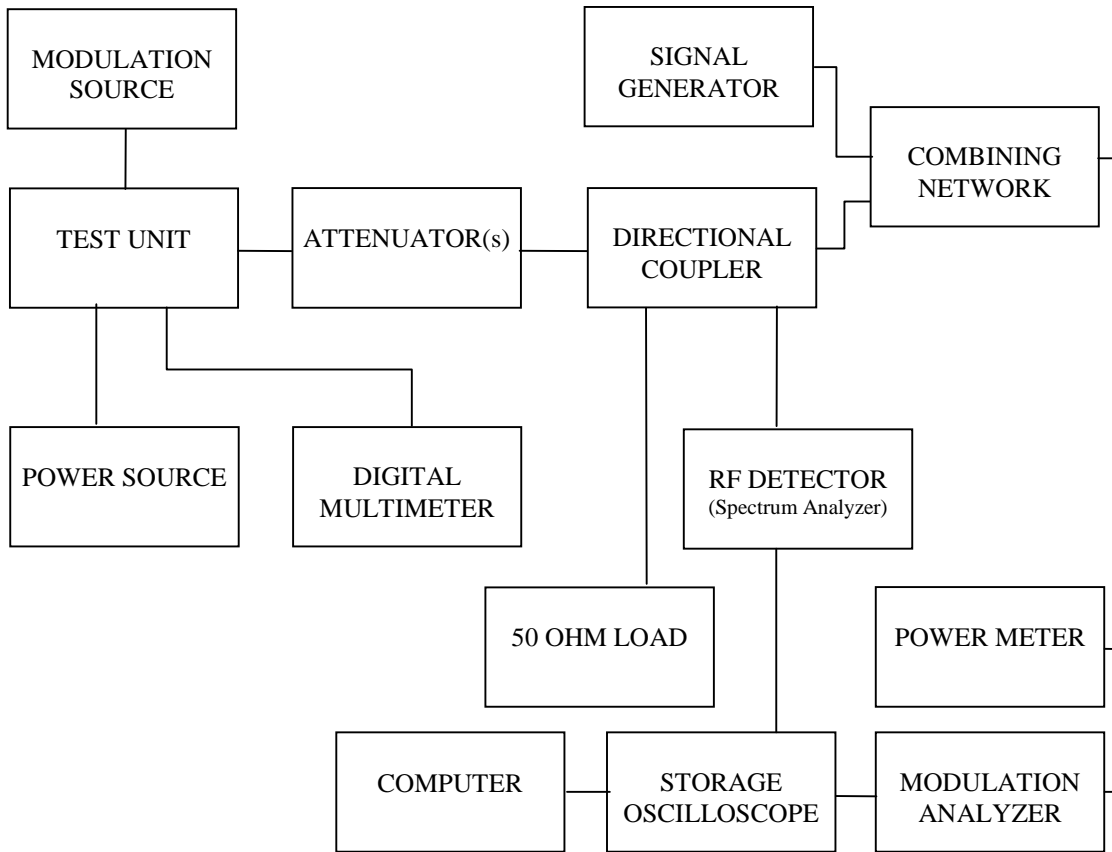 MODULATION
SOURCE
SIGNAL
GENERATOR
COMBINING
NETWORK
TEST UNIT
ATTENUATOR(s)
DIRECTIONAL
COUPLER
POWER SOURCE
DIGITAL
MULTIMETER
RF DETECTOR
(Spectrum Analyzer)
50 OHM LOAD
POWER METER
COMPUTER
STORAGE
OSCILLOSCOPE
MODULATION
ANALYZER